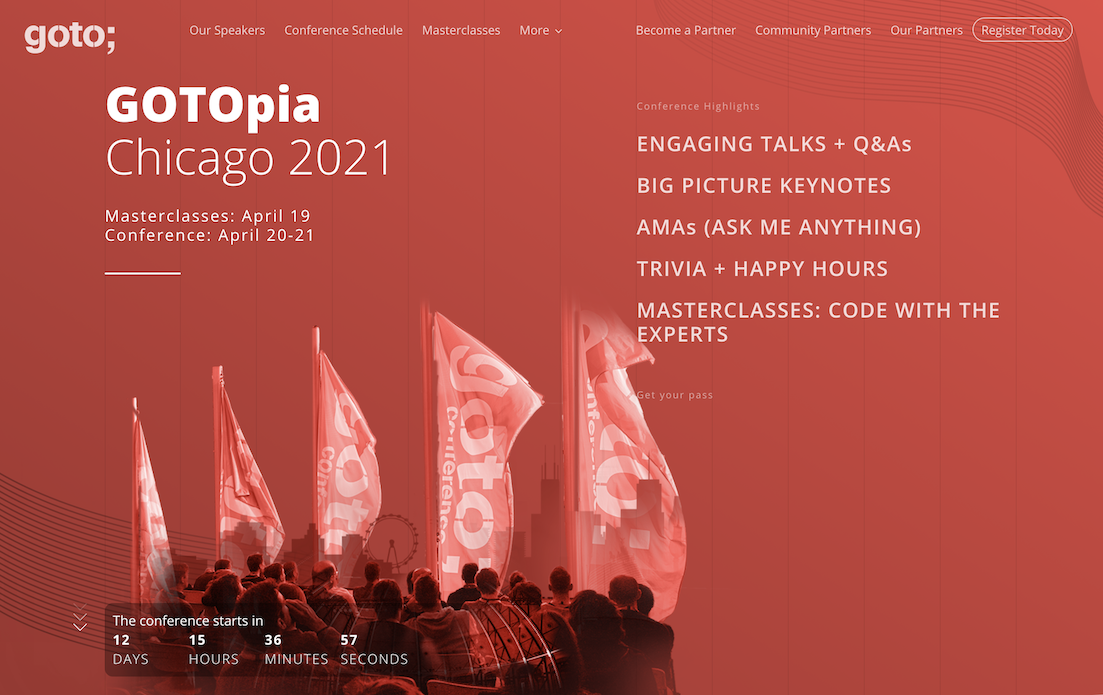 goto;
Our Speakers Conference Schedule Masterclasses More Become a Partner Community Partners Our Partners Register Today
GOTOpia
Chicago 2021
Masterclasses: April 19
Conference: April 20-21
Conference Highlights
ENGAGING TALKS + Q&As
BIG PICTURE KEYNOTES
AMAs (ASK ME ANYTHING)
TRIVIA + HAPPY HOURS
MASTERCLASSES: CODE WITH THE
EXPERTS
Get your pass
goto;
conference
The conference starts in
12 15 36 57
DAYS HOURS MINUTES SECONDS